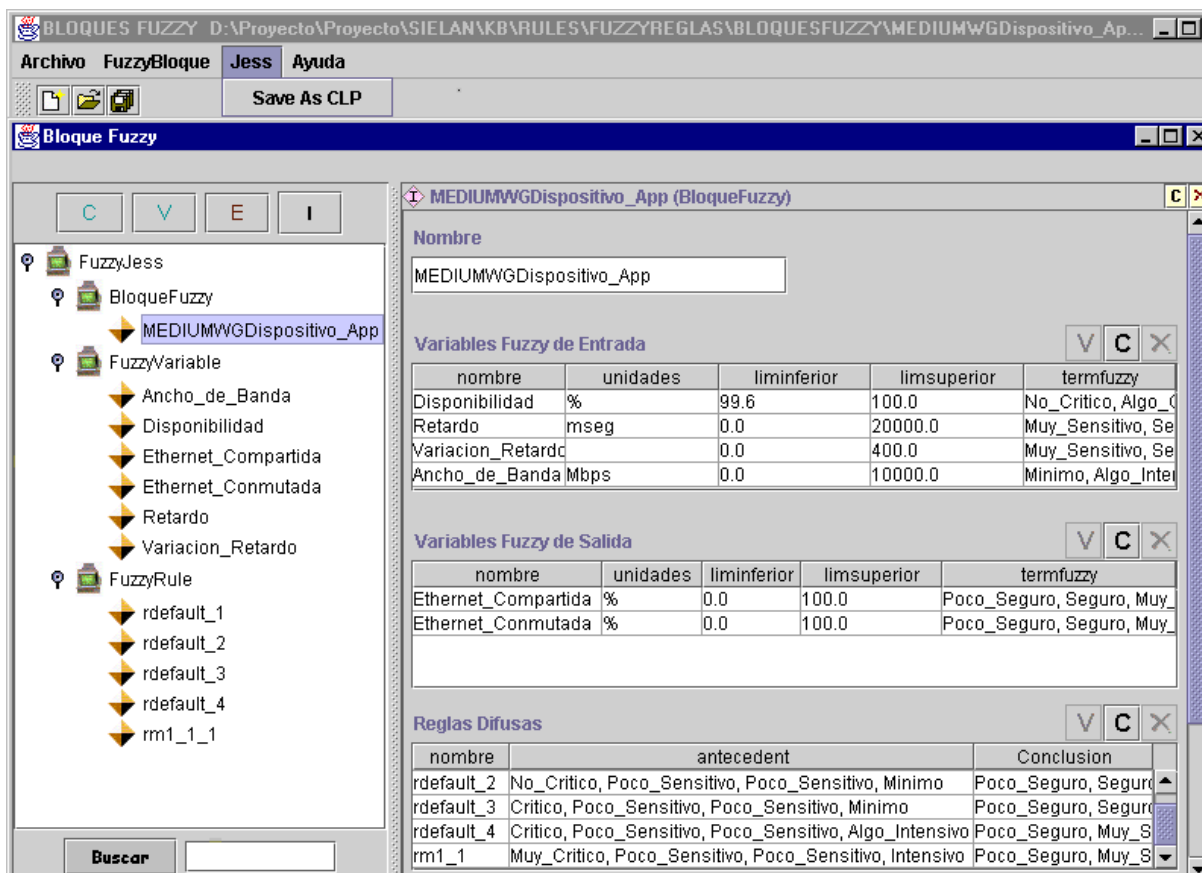 BLOQUES FUZZY D:\Proyecto\Proyecto\SIELAN\KB\RULES\FUZZYREGLAS\BLOQUESFUZZY\MEDIUMWGDispositivo_Ap...
Archivo FuzzyBloque Jess Ayuda
Save As CLP
Bloque Fuzzy
C V E I
FuzzyJess
BloqueFuzzy
MEDIUMWGDispositivo_App
FuzzyVariable
Ancho_de_Banda
Disponibilidad
Ethernet_Compartida
Ethernet_Conmutada
Retardo
Variacion_Retardo
FuzzyRule
rdefault_1
rdefault_2
rdefault_3
rdefault_4
rm1_1_1
Buscar
I MEDIUMWGDispositivo_App (BloqueFuzzy) C
Nombre
MEDIUMWGDispositivo_App
Variables Fuzzy de Entrada V C
nombre unidades liminferior limsuperior termfuzzy
Disponibilidad % 99.6 100.0 No_Critico, Algo_
Retardo mseg 0.0 20000.0 Muy_Sensitivo, Se
Variacion_Retardo 0.0 400.0 Muy_Sensitivo, Se
Ancho_de_Banda Mbps 0.0 10000.0 Minimo, Algo_Inter
Variables Fuzzy de Salida V C
nombre unidades liminferior limsuperior termfuzzy
Ethernet_Compartida % 0.0 100.0 Poco_Seguro, Seguro, Muy_
Ethernet_Conmutada % 0.0 100.0 Poco_Seguro, Seguro, Muy_
Reglas Difusas V C
nombre antecedent Conclusion
rdefault_2 No_Critico, Poco_Sensitivo, Poco_Sensitivo, Minimo Poco_Seguro, Seguro
rdefault_3 Critico, Poco_Sensitivo, Poco_Sensitivo, Minimo Poco_Seguro, Seguro
rdefault_4 Critico, Poco_Sensitivo, Poco_Sensitivo, Algo_Intensivo Poco_Seguro, Muy_S
rm1_1 Muy_Critico, Poco_Sensitivo, Poco_Sensitivo, Intensivo Poco_Seguro, Muy_S